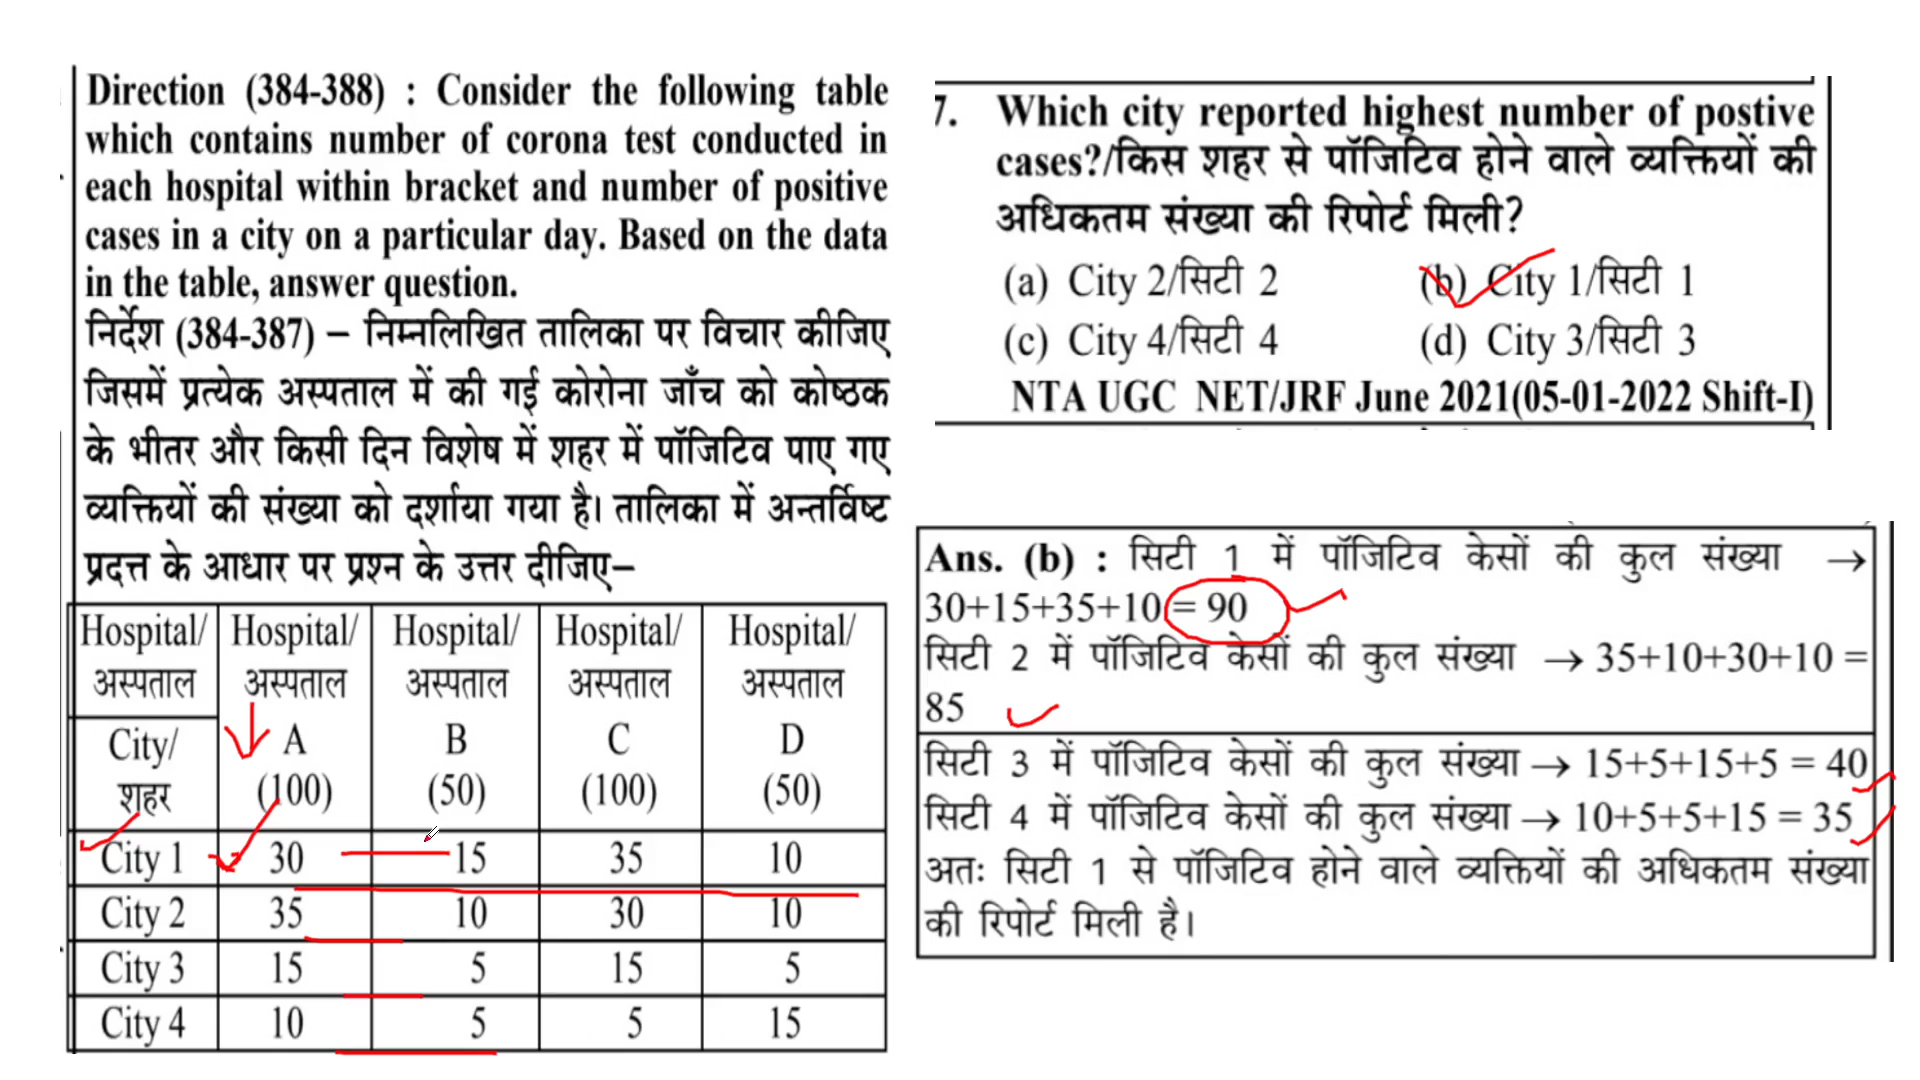 Direction (384-388) : Consider the following table
which contains number of corona test conducted in
each hospital within bracket and number of positive
cases in a city on a particular day. Based on the data
in the table, answer question.
निर्देश (384-387) – निम्नलिखित तालिका पर विचार कीजिए
जिसमें प्रत्येक अस्पताल में की गई कोरोना जाँच को कोष्ठक
के भीतर और किसी दिन विशेष में शहर में पॉजिटिव पाए गए
व्यक्तियों की संख्या को दर्शाया गया है। तालिका में अन्तर्विष्ट
प्रदत्त के आधार पर प्रश्न के उत्तर दीजिए–
Hospital/ Hospital/ Hospital/ Hospital/ Hospital/
अस्पताल अस्पताल अस्पताल अस्पताल अस्पताल
City/ A B C D
शहर (100) (50) (100) (50)
City 1 30 15 35 10
City 2 35 10 30 10
City 3 15 5 15 5
City 4 10 5 5 15
7. Which city reported highest number of postive
cases?/किस शहर से पॉजिटिव होने वाले व्यक्तियों की
अधिकतम संख्या की रिपोर्ट मिली?
(a) City 2/सिटी 2 (b) City 1/सिटी 1
(c) City 4/सिटी 4 (d) City 3/सिटी 3
NTA UGC NET/JRF June 2021(05-01-2022 Shift-I)
Ans. (b) : सिटी 1 में पॉजिटिव केसों की कुल संख्या →
30+15+35+10 = 90
सिटी 2 में पॉजिटिव केसों की कुल संख्या → 35+10+30+10 =
85
सिटी 3 में पॉजिटिव केसों की कुल संख्या → 15+5+15+5 = 40
सिटी 4 में पॉजिटिव केसों की कुल संख्या → 10+5+5+15 = 35
अतः सिटी 1 से पॉजिटिव होने वाले व्यक्तियों की अधिकतम संख्या
की रिपोर्ट मिली है।